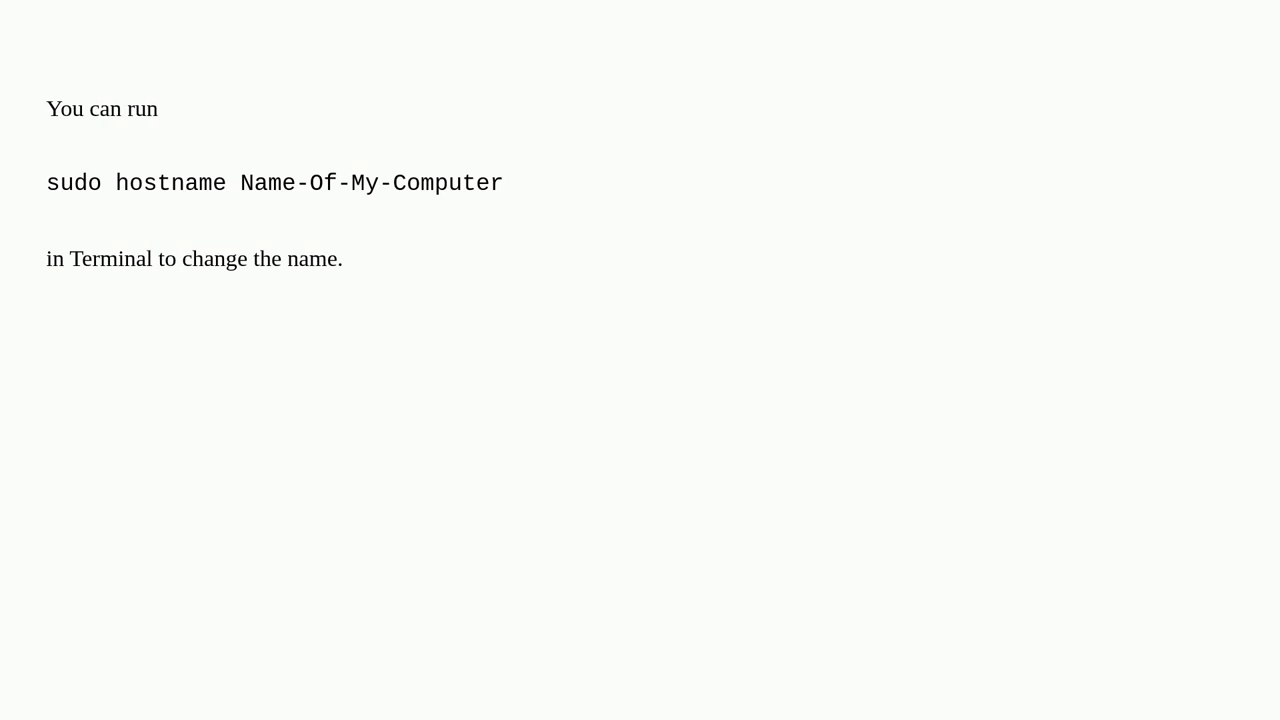 You can run
sudo hostname Name-Of-My-Computer
in Terminal to change the name.